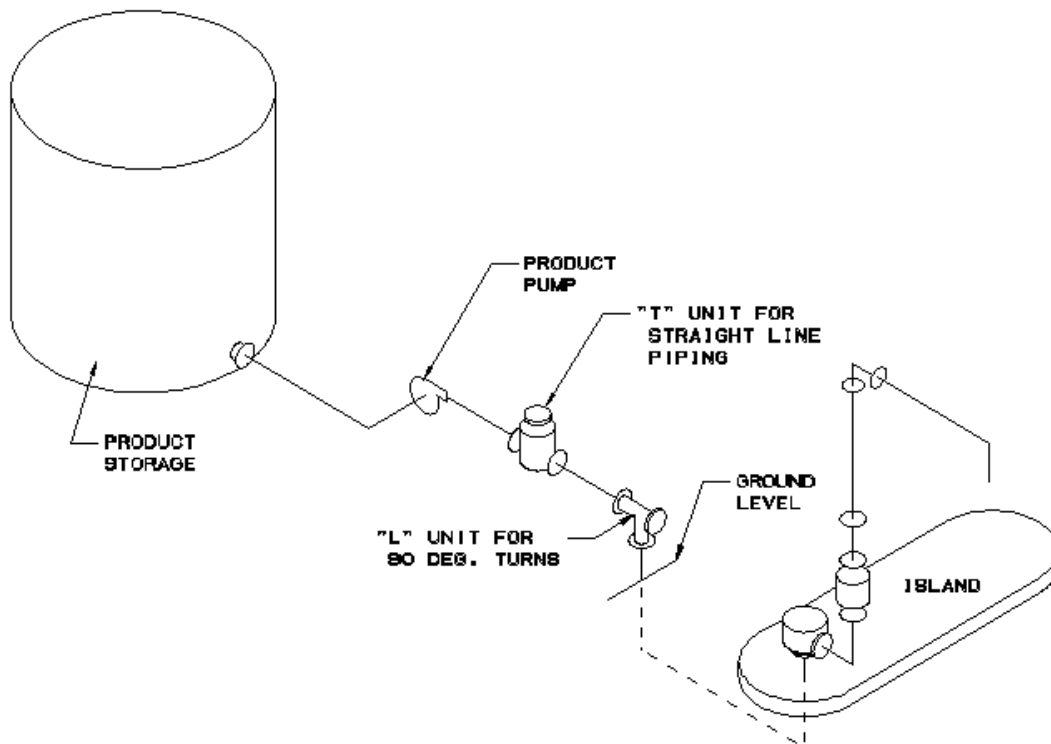 PRODUCT
PUMP
"T" UNIT FOR
STRAIGHT LINE
PIPING
PRODUCT
STORAGE
GROUND
LEVEL
"L" UNIT FOR
90 DEG. TURNS
ISLAND